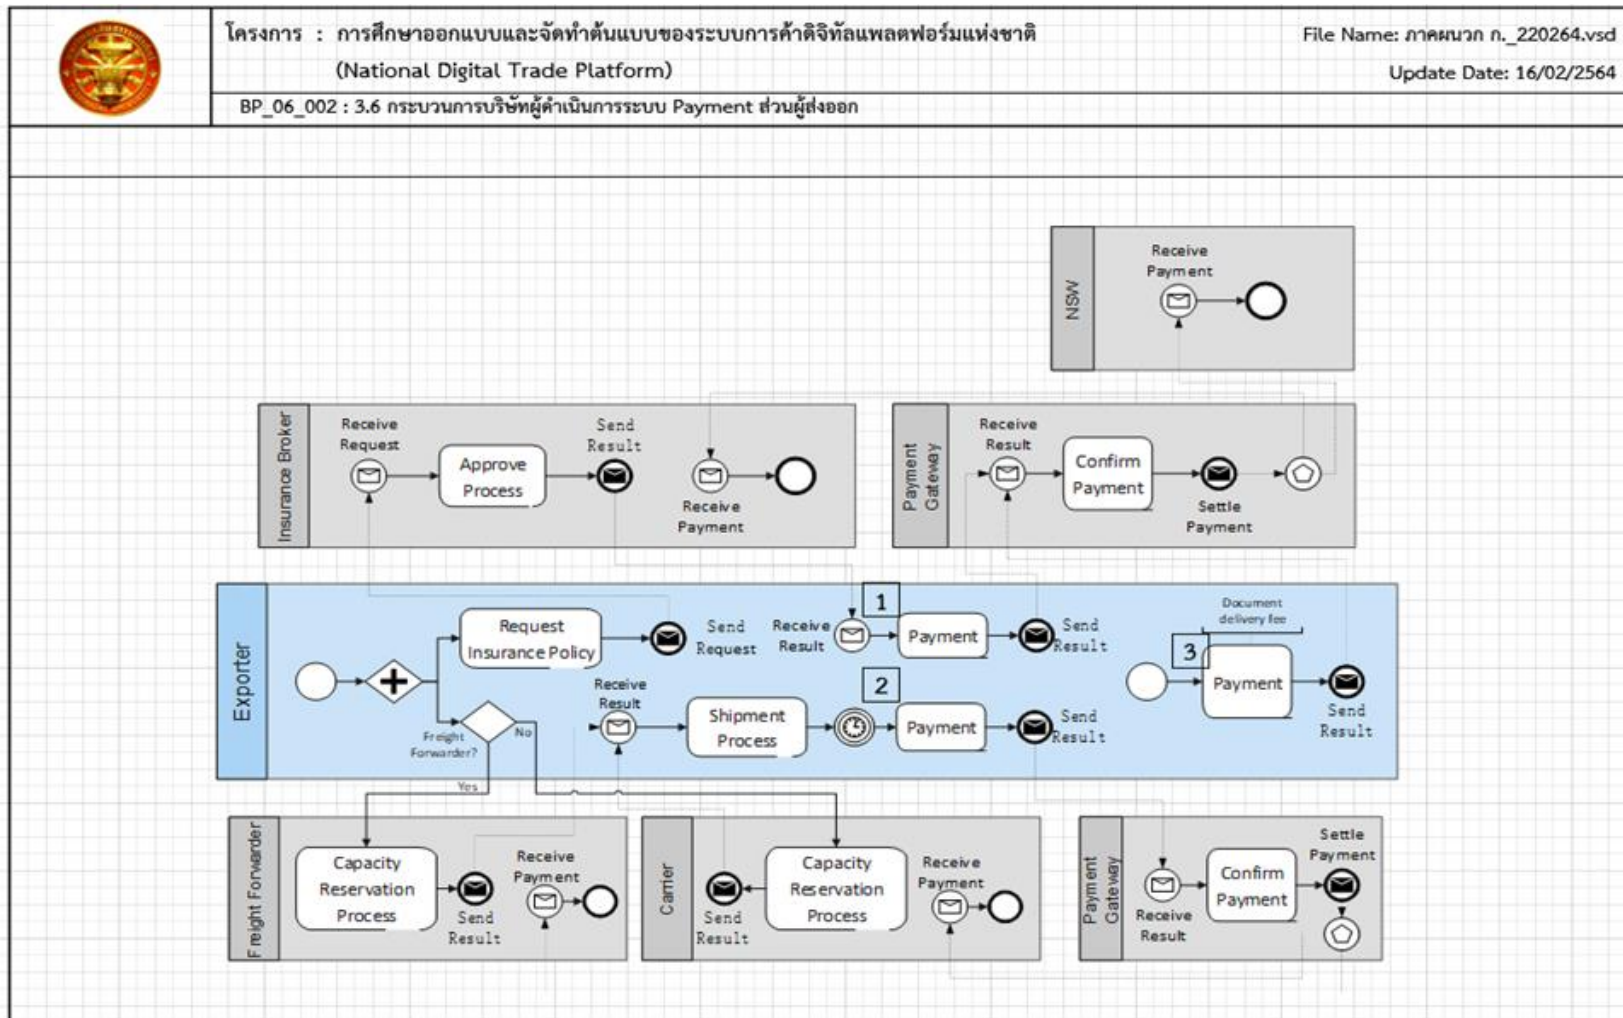 โครงการ : การศึกษาออกแบบและจัดทำต้นแบบของระบบการค้าดิจิทัลแพลตฟอร์มแห่งชาติ
(National Digital Trade Platform)
File Name: ภาคผนวก ก._220264.vsd
Update Date: 16/02/2564
BP_06_002 : 3.6 กระบวนการบริษัทผู้ดำเนินการระบบ Payment ส่วนผู้ส่งออก
NSW
Receive
Payment
Insurance Broker
Receive
Request
Approve
Process
Send
Result
Receive
Payment
Payment
Gateway
Receive
Result
Confirm
Payment
Settle
Payment
Exporter
Request
Insurance Policy
Send
Request
Receive
Result
1
Payment
Send
Result
Document
delivery fee
3
Payment
Send
Result
Freight
Forwarder?
No
Yes
Receive
Result
Shipment
Process
2
Payment
Send
Result
Freight Forwarder
Capacity
Reservation
Process
Send
Result
Receive
Payment
Carrier
Send
Result
Capacity
Reservation
Process
Receive
Payment
Payment
Gateway
Receive
Result
Confirm
Payment
Settle
Payment